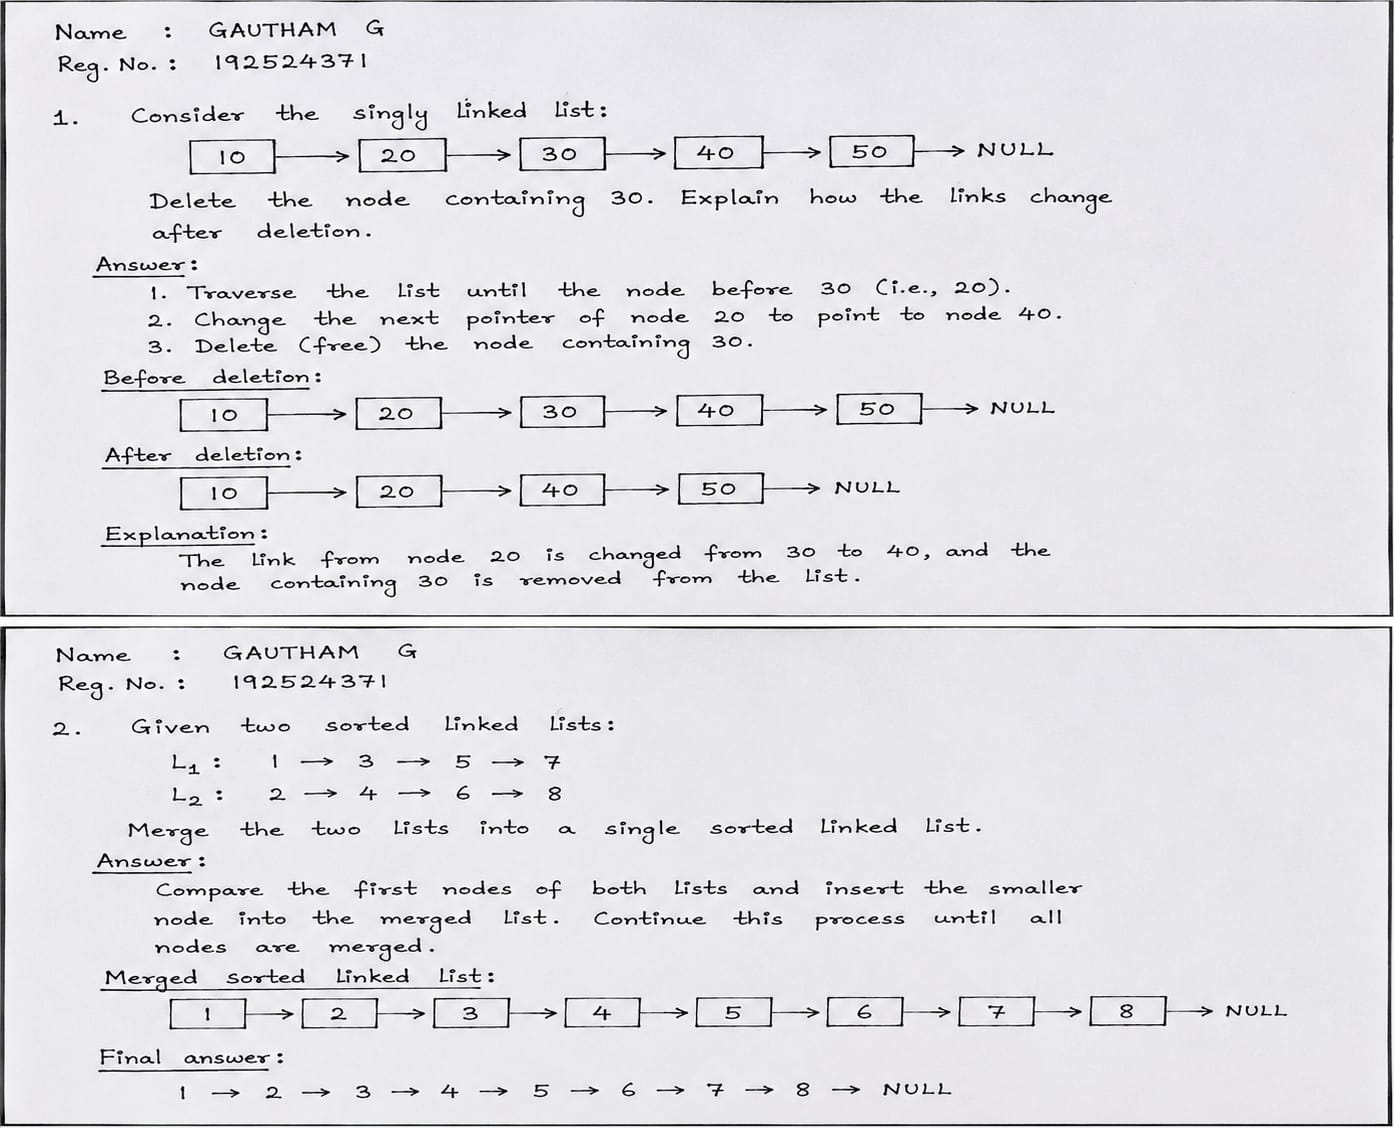 Name : GAUTHAM G
Reg. No. : 192524371
1. Consider the singly linked list:
10 → 20 → 30 → 40 → 50 → NULL
Delete the node containing 30. Explain how the links change
after deletion.
Answer:
1. Traverse the list until the node before 30 (i.e., 20).
2. Change the next pointer of node 20 to point to node 40.
3. Delete (free) the node containing 30.
Before deletion:
10 → 20 → 30 → 40 → 50 → NULL
After deletion:
10 → 20 → 40 → 50 → NULL
Explanation:
The link from node 20 is changed from 30 to 40, and the
node containing 30 is removed from the list.
Name : GAUTHAM G
Reg. No. : 192524371
2. Given two sorted linked lists:
L1 : 1 → 3 → 5 → 7
L2 : 2 → 4 → 6 → 8
Merge the two lists into a single sorted linked list.
Answer:
Compare the first nodes of both lists and insert the smaller
node into the merged list. Continue this process until all
nodes are merged.
Merged sorted linked list:
1 → 2 → 3 → 4 → 5 → 6 → 7 → 8 → NULL
Final answer:
1 → 2 → 3 → 4 → 5 → 6 → 7 → 8 → NULL